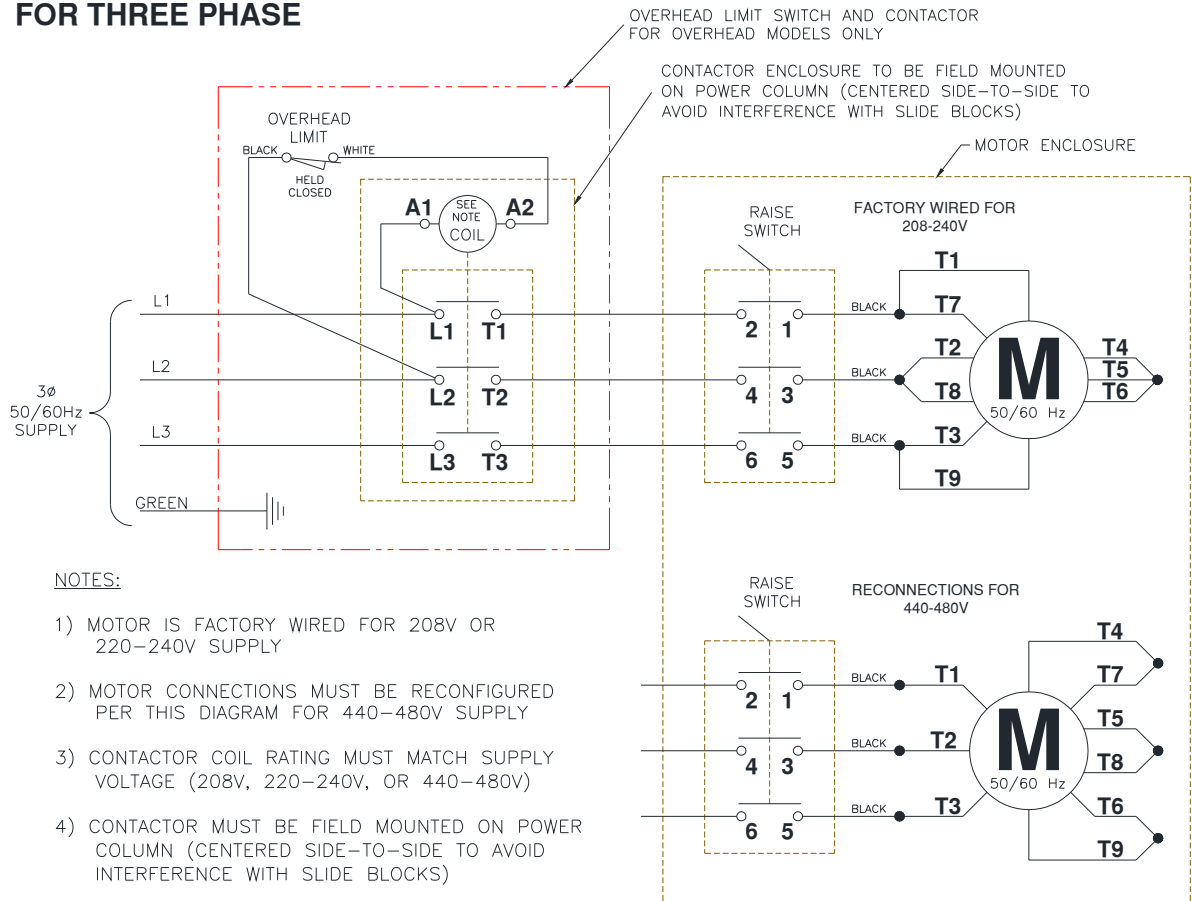 FOR THREE PHASE
OVERHEAD LIMIT SWITCH AND CONTACTOR
FOR OVERHEAD MODELS ONLY
CONTACTOR ENCLOSURE TO BE FIELD MOUNTED
ON POWER COLUMN (CENTERED SIDE-TO-SIDE TO
AVOID INTERFERENCE WITH SLIDE BLOCKS)
MOTOR ENCLOSURE
OVERHEAD
LIMIT
BLACK
WHITE
HELD
CLOSED
A1
SEE
NOTE
COIL
A2
RAISE
SWITCH
FACTORY WIRED FOR
208-240V
3ø
50/60Hz
SUPPLY
L1
L2
L3
GREEN
L1 T1
L2 T2
L3 T3
2 1
4 3
6 5
BLACK
BLACK
BLACK
T1
T7
T2
T8
T3
T9
M
50/60 Hz
T4
T5
T6
NOTES:
1) MOTOR IS FACTORY WIRED FOR 208V OR
220-240V SUPPLY
2) MOTOR CONNECTIONS MUST BE RECONFIGURED
PER THIS DIAGRAM FOR 440-480V SUPPLY
3) CONTACTOR COIL RATING MUST MATCH SUPPLY
VOLTAGE (208V, 220-240V, OR 440-480V)
4) CONTACTOR MUST BE FIELD MOUNTED ON POWER
COLUMN (CENTERED SIDE-TO-SIDE TO AVOID
INTERFERENCE WITH SLIDE BLOCKS)
RAISE
SWITCH
RECONNECTIONS FOR
440-480V
2 1
4 3
6 5
BLACK
BLACK
BLACK
T1
T2
T3
M
50/60 Hz
T4
T7
T5
T8
T6
T9